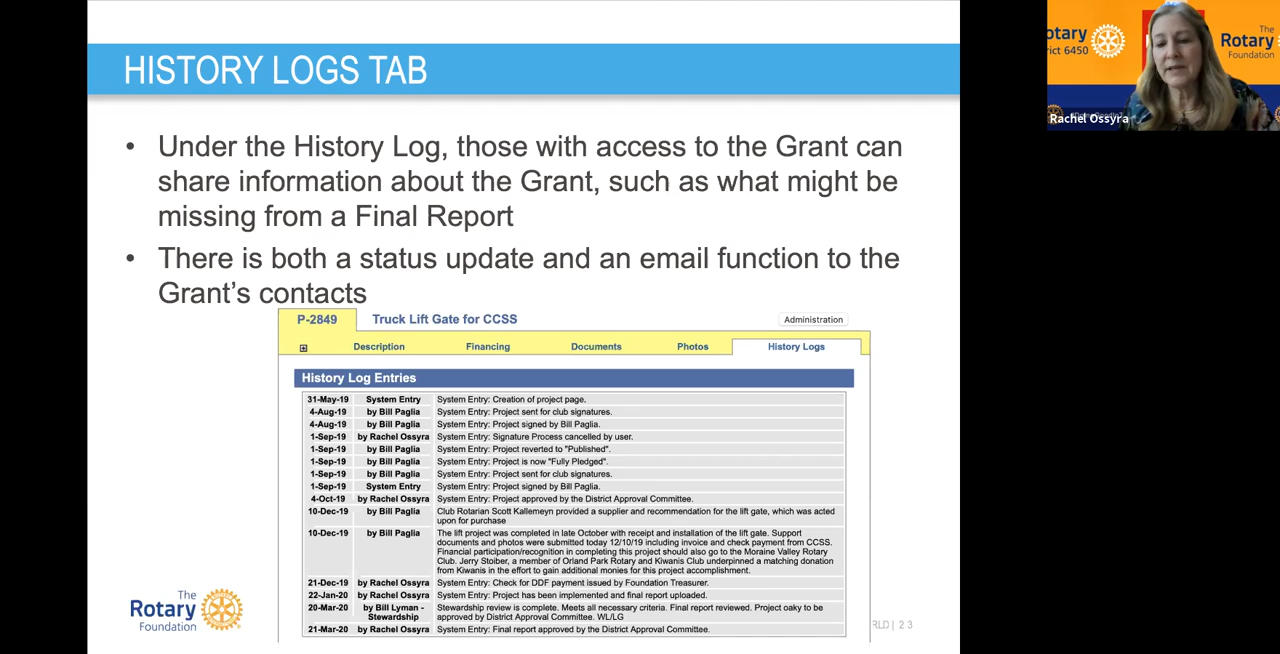 HISTORY LOGS TAB
• Under the History Log, those with access to the Grant can
share information about the Grant, such as what might be
missing from a Final Report
• There is both a status update and an email function to the
Grant's contacts
P-2849 Truck Lift Gate for CCSS Administration
Description Financing Documents Photos History Logs
History Log Entries
31-May-19 System Entry System Entry: Creation of project page.
4-Aug-19 by Bill Paglia System Entry: Project sent for club signatures.
4-Aug-19 by Bill Paglia System Entry: Project signed by Bill Paglia.
1-Sep-19 by Rachel Ossyra System Entry: Signature Process cancelled by user.
1-Sep-19 by Bill Paglia System Entry: Project reverted to "Published".
1-Sep-19 by Bill Paglia System Entry: Project is now "Fully Pledged".
1-Sep-19 by Bill Paglia System Entry: Project sent for club signatures.
1-Sep-19 System Entry System Entry: Project signed by Bill Paglia.
4-Oct-19 by Rachel Ossyra System Entry: Project approved by the District Approval Committee.
10-Dec-19 by Bill Paglia Club Rotarian Scott Kallemeyn provided a supplier and recommendation for the lift gate, which was acted
upon for purchase
10-Dec-19 by Bill Paglia The lift project was completed in late October with receipt and installation of the lift gate. Support
documents and photos were submitted today 12/10/19 including invoice and check payment from CCSS.
Financial participation/recognition in completing this project should also go to the Moraine Valley Rotary
Club. Jerry Stoiber, a member of Orland Park Rotary and Kiwanis Club underpinned a matching donation
from Kiwanis in the effort to gain additional monies for this project accomplishment.
21-Dec-19 by Rachel Ossyra System Entry: Check for DDF payment issued by Foundation Treasurer.
22-Jan-20 by Rachel Ossyra System Entry: Project has been implemented and final report uploaded.
20-Mar-20 by Bill Lyman - Stewardship review is complete. Meets all necessary criteria. Final report reviewed. Project oaky to be
Stewardship approved by District Approval Committee. WL/LG
21-Mar-20 by Rachel Ossyra System Entry: Final report approved by the District Approval Committee.
The
Rotary
Foundation
RLD | 23
otary
rict 6450
The
Rotary
Foundation
Rachel Ossyra